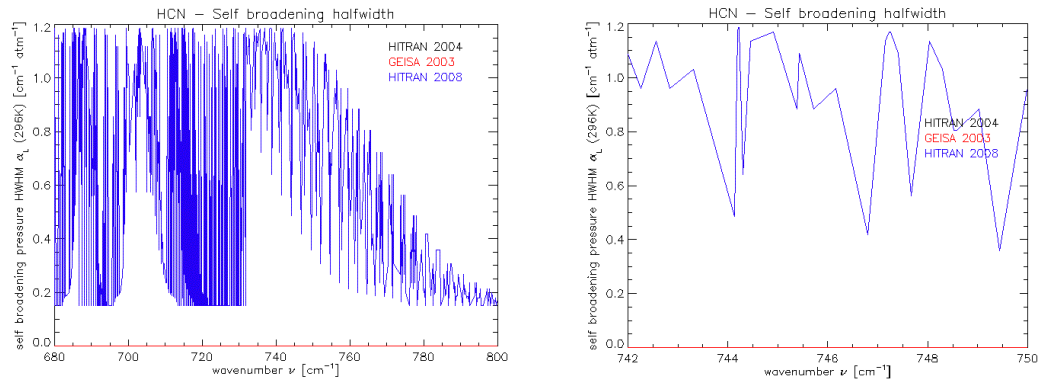 HCN – Self broadening halfwidth
self broadening pressure HWHM αL (296K) [cm⁻¹ atm⁻¹]
1.2
1.0
0.8
0.6
0.4
0.2
0.0
HITRAN 2004
GEISA 2003
HITRAN 2008
680 700 720 740 760 780 800
wavenumber ν [cm⁻¹]
HCN – Self broadening halfwidth
self broadening pressure HWHM αL (296K) [cm⁻¹ atm⁻¹]
1.2
1.0
0.8
0.6
0.4
0.2
0.0
HITRAN 2004
GEISA 2003
HITRAN 2008
742 744 746 748 750
wavenumber ν [cm⁻¹]